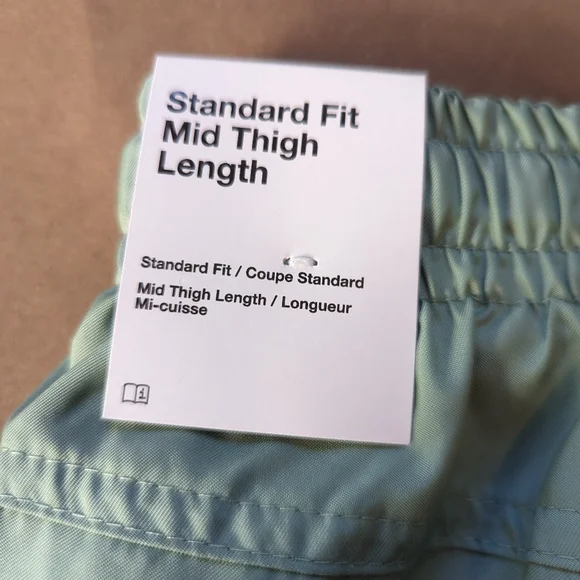 Standard Fit
Mid Thigh
Length
Standard Fit / Coupe Standard
Mid Thigh Length / Longueur
Mi-cuisse
i